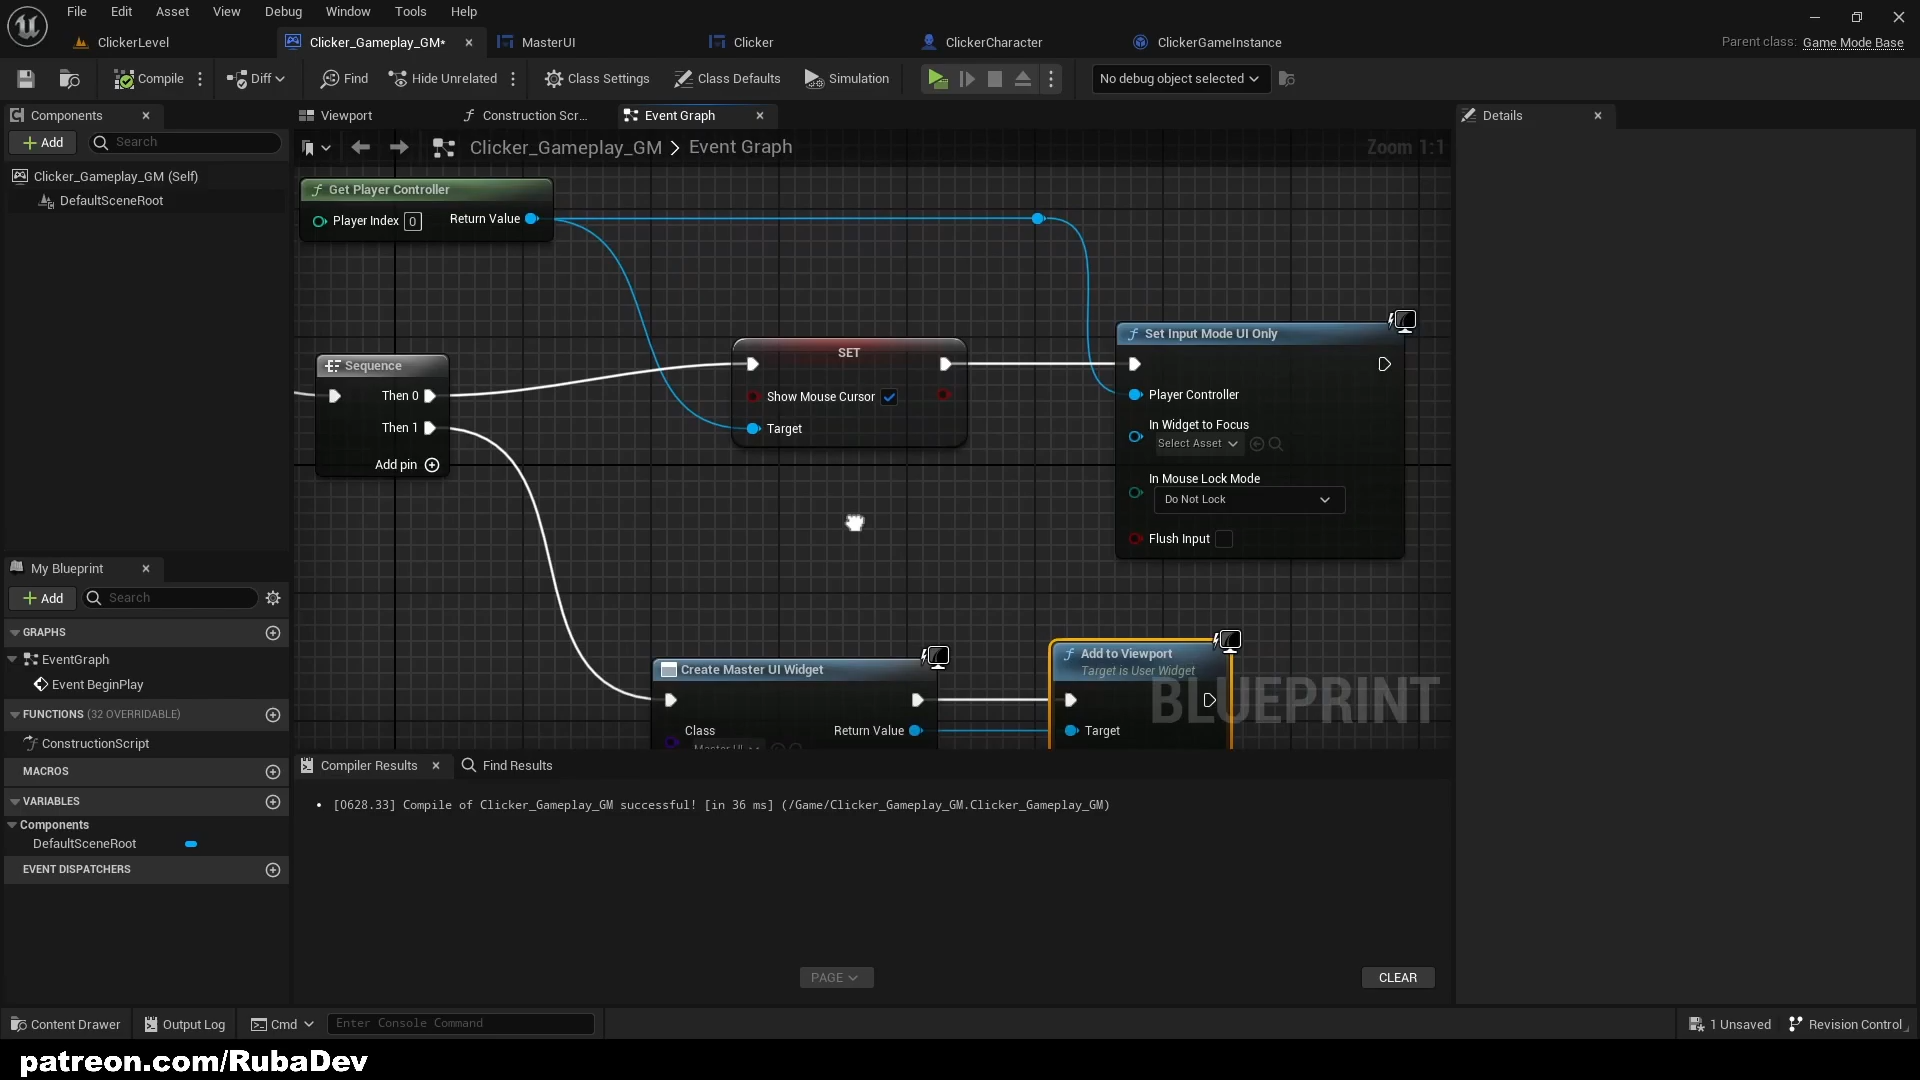 File Edit Asset View Debug Window Tools Help
ClickerLevel Clicker_Gameplay_GM* MasterUI Clicker ClickerCharacter ClickerGameInstance Parent class: Game Mode Base
Compile Diff Find Hide Unrelated Class Settings Class Defaults Simulation No debug object selected
Components
Add Search
Clicker_Gameplay_GM (Self)
DefaultSceneRoot
My Blueprint
Add Search
GRAPHS
EventGraph
Event BeginPlay
FUNCTIONS (32 OVERRIDABLE)
ConstructionScript
MACROS
VARIABLES
Components
DefaultSceneRoot
EVENT DISPATCHERS
Viewport Construction Scr... Event Graph
Clicker_Gameplay_GM > Event Graph Zoom 1:1
Get Player Controller
Player Index 0 Return Value
Sequence
Then 0
Then 1
Add pin
SET
Show Mouse Cursor
Target
Set Input Mode UI Only
Player Controller
In Widget to Focus
Select Asset
In Mouse Lock Mode
Do Not Lock
Flush Input
Create Master UI Widget
Class Return Value
Master UI
Add to Viewport
Target is User Widget
Target
BLUEPRINT
Compiler Results Find Results
[0628.33] Compile of Clicker_Gameplay_GM successful! [in 36 ms] (/Game/Clicker_Gameplay_GM.Clicker_Gameplay_GM)
PAGE CLEAR
Details
Content Drawer Output Log Cmd Enter Console Command 1 Unsaved Revision Control
patreon.com/RubaDev